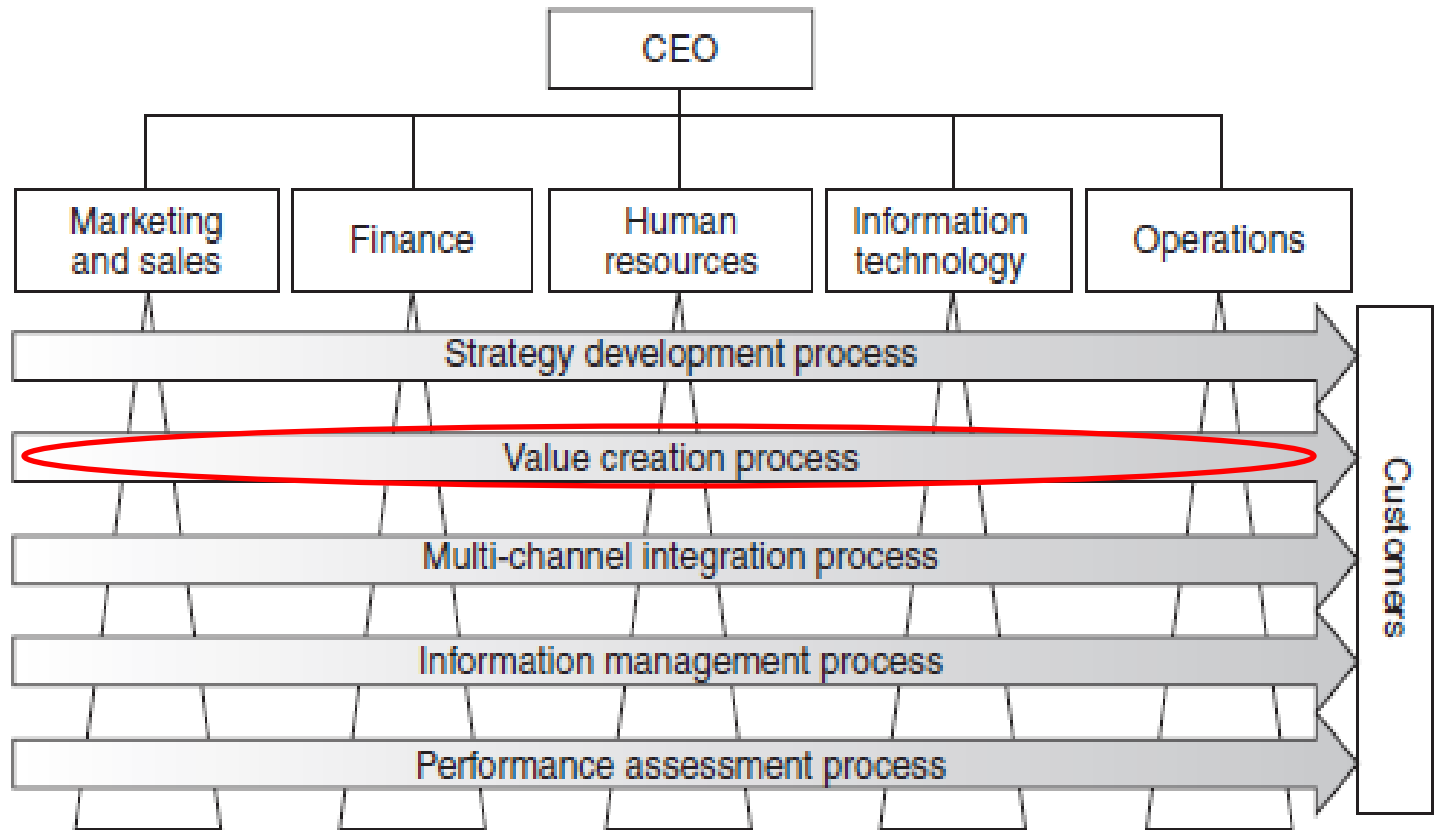 CEO
Marketing
and sales
Finance
Human
resources
Information
technology
Operations
Strategy development process
Value creation process
Multi-channel integration process
Information management process
Performance assessment process
Customers